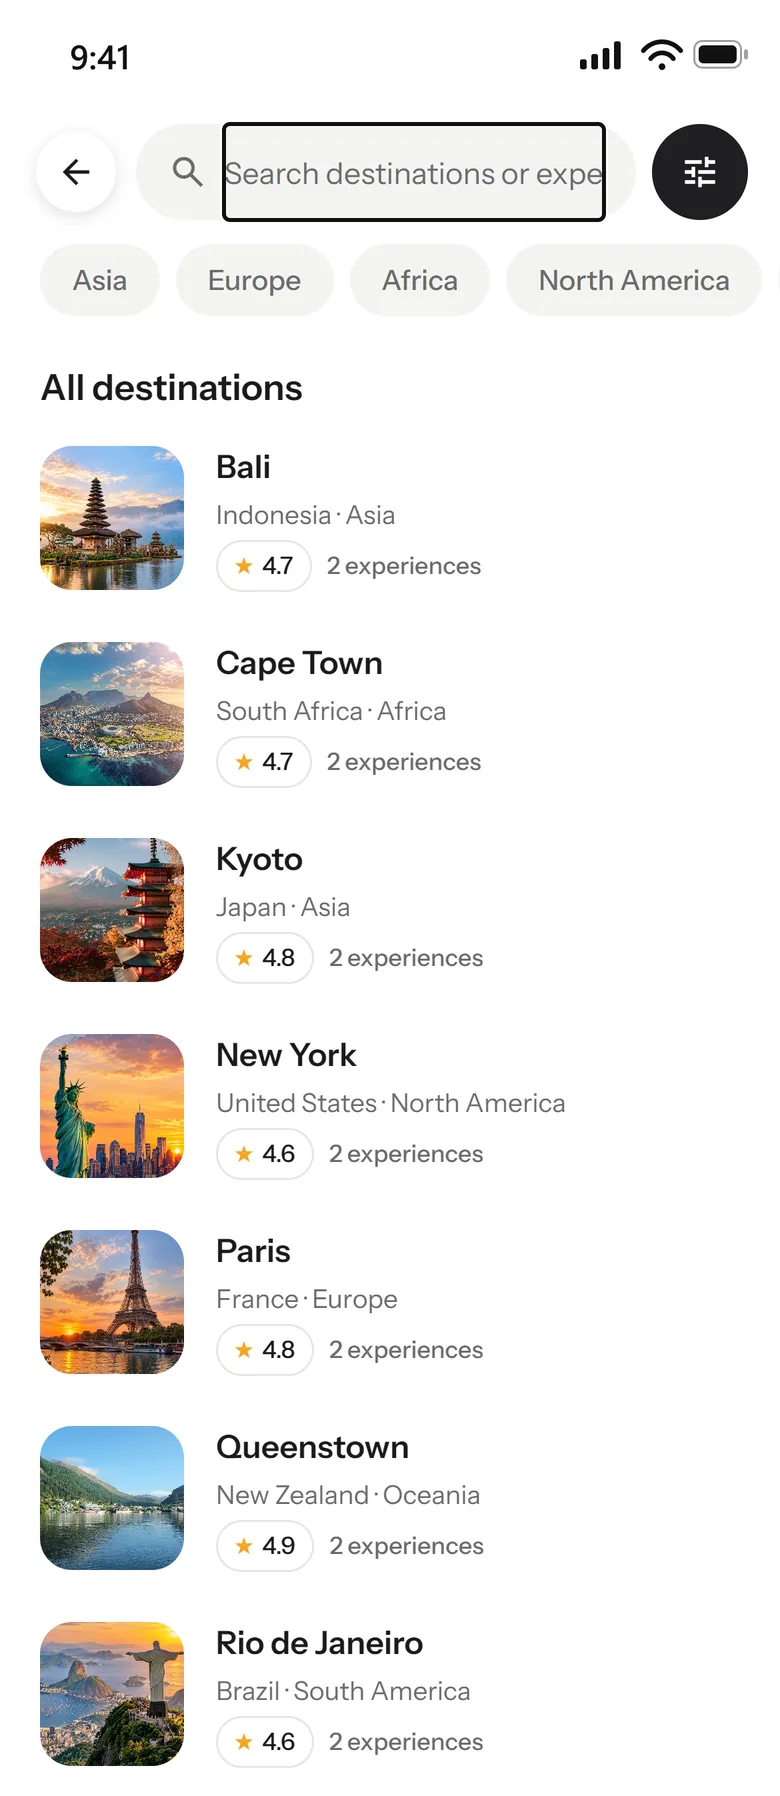 9:41
Search destinations or expe
Asia Europe Africa North America
All destinations
Bali
Indonesia · Asia
★ 4.7 2 experiences
Cape Town
South Africa · Africa
★ 4.7 2 experiences
Kyoto
Japan · Asia
★ 4.8 2 experiences
New York
United States · North America
★ 4.6 2 experiences
Paris
France · Europe
★ 4.8 2 experiences
Queenstown
New Zealand · Oceania
★ 4.9 2 experiences
Rio de Janeiro
Brazil · South America
★ 4.6 2 experiences